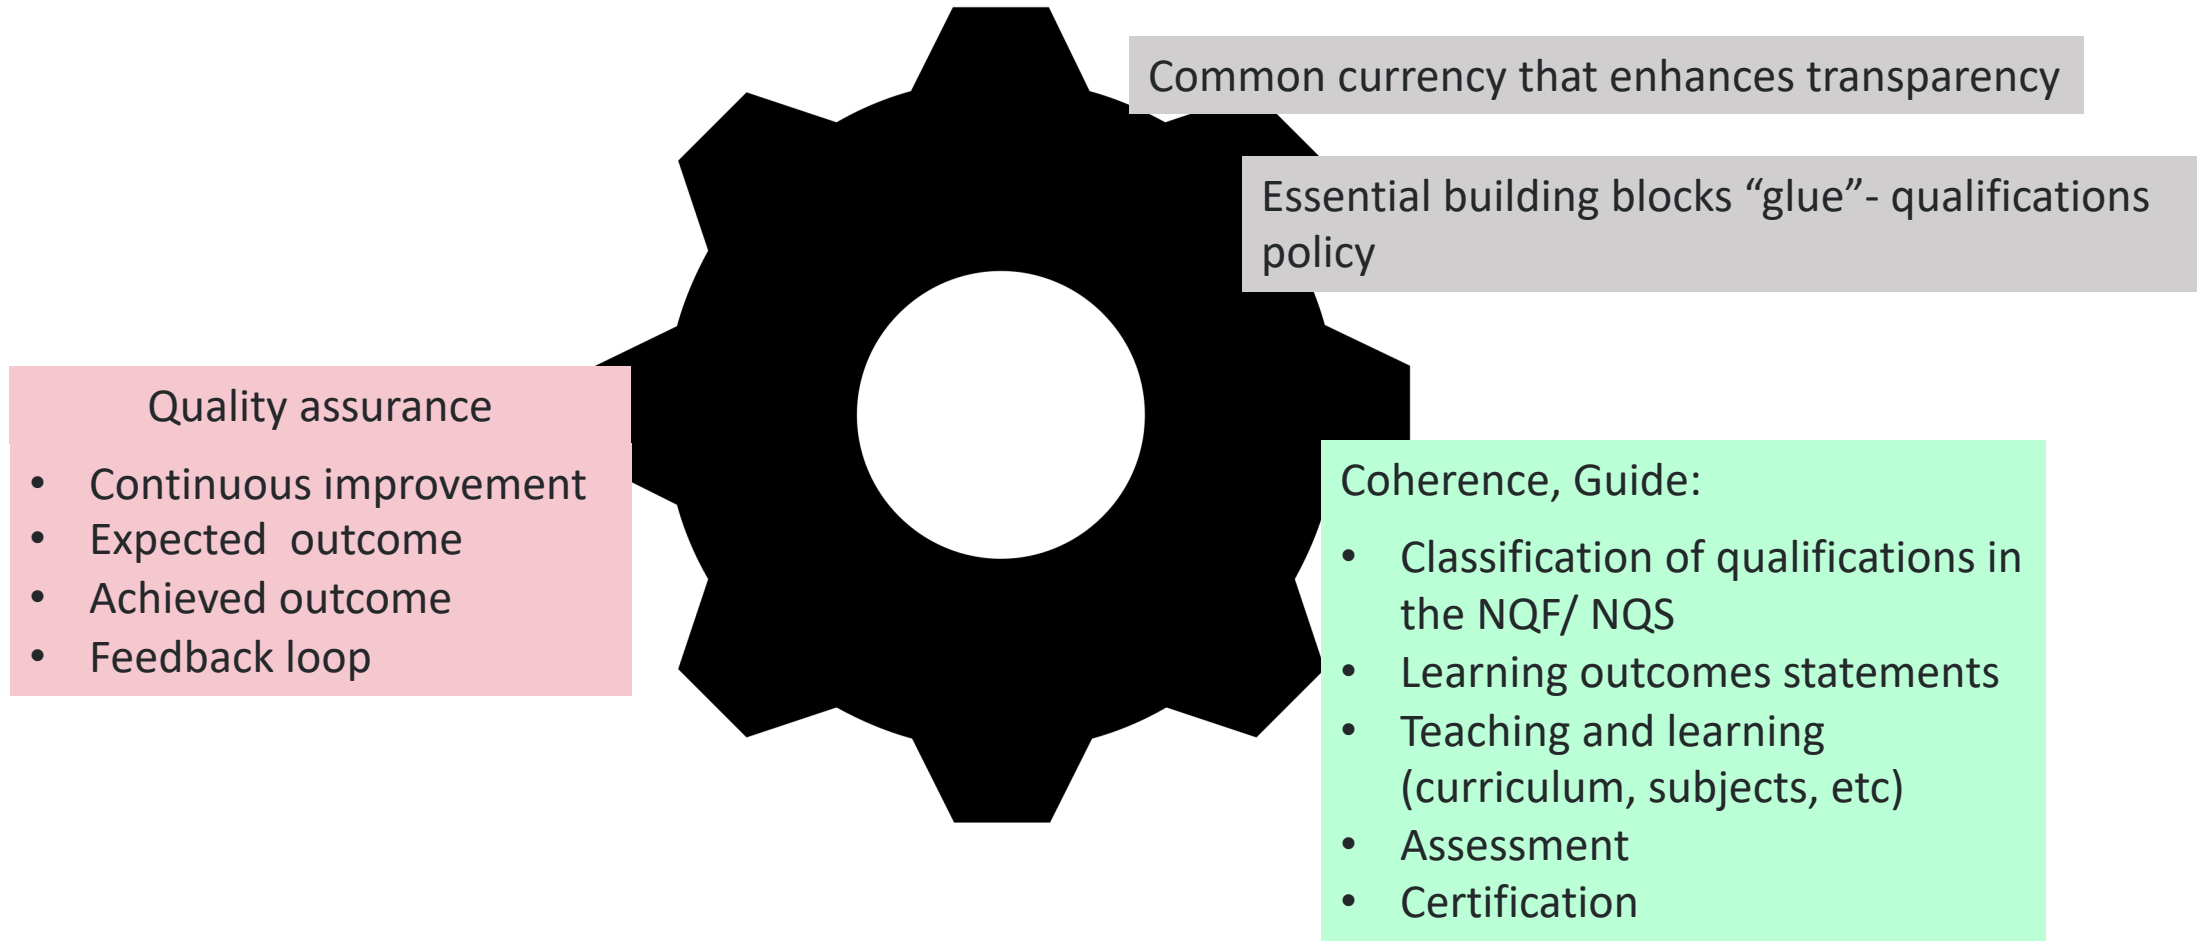 Common currency that enhances transparency
Essential building blocks “glue”- qualifications
policy
Quality assurance
• Continuous improvement
• Expected  outcome
• Achieved outcome
• Feedback loop
Coherence, Guide:
• Classification of qualifications in
the NQF/ NQS
• Learning outcomes statements
• Teaching and learning
(curriculum, subjects, etc)
• Assessment
• Certification